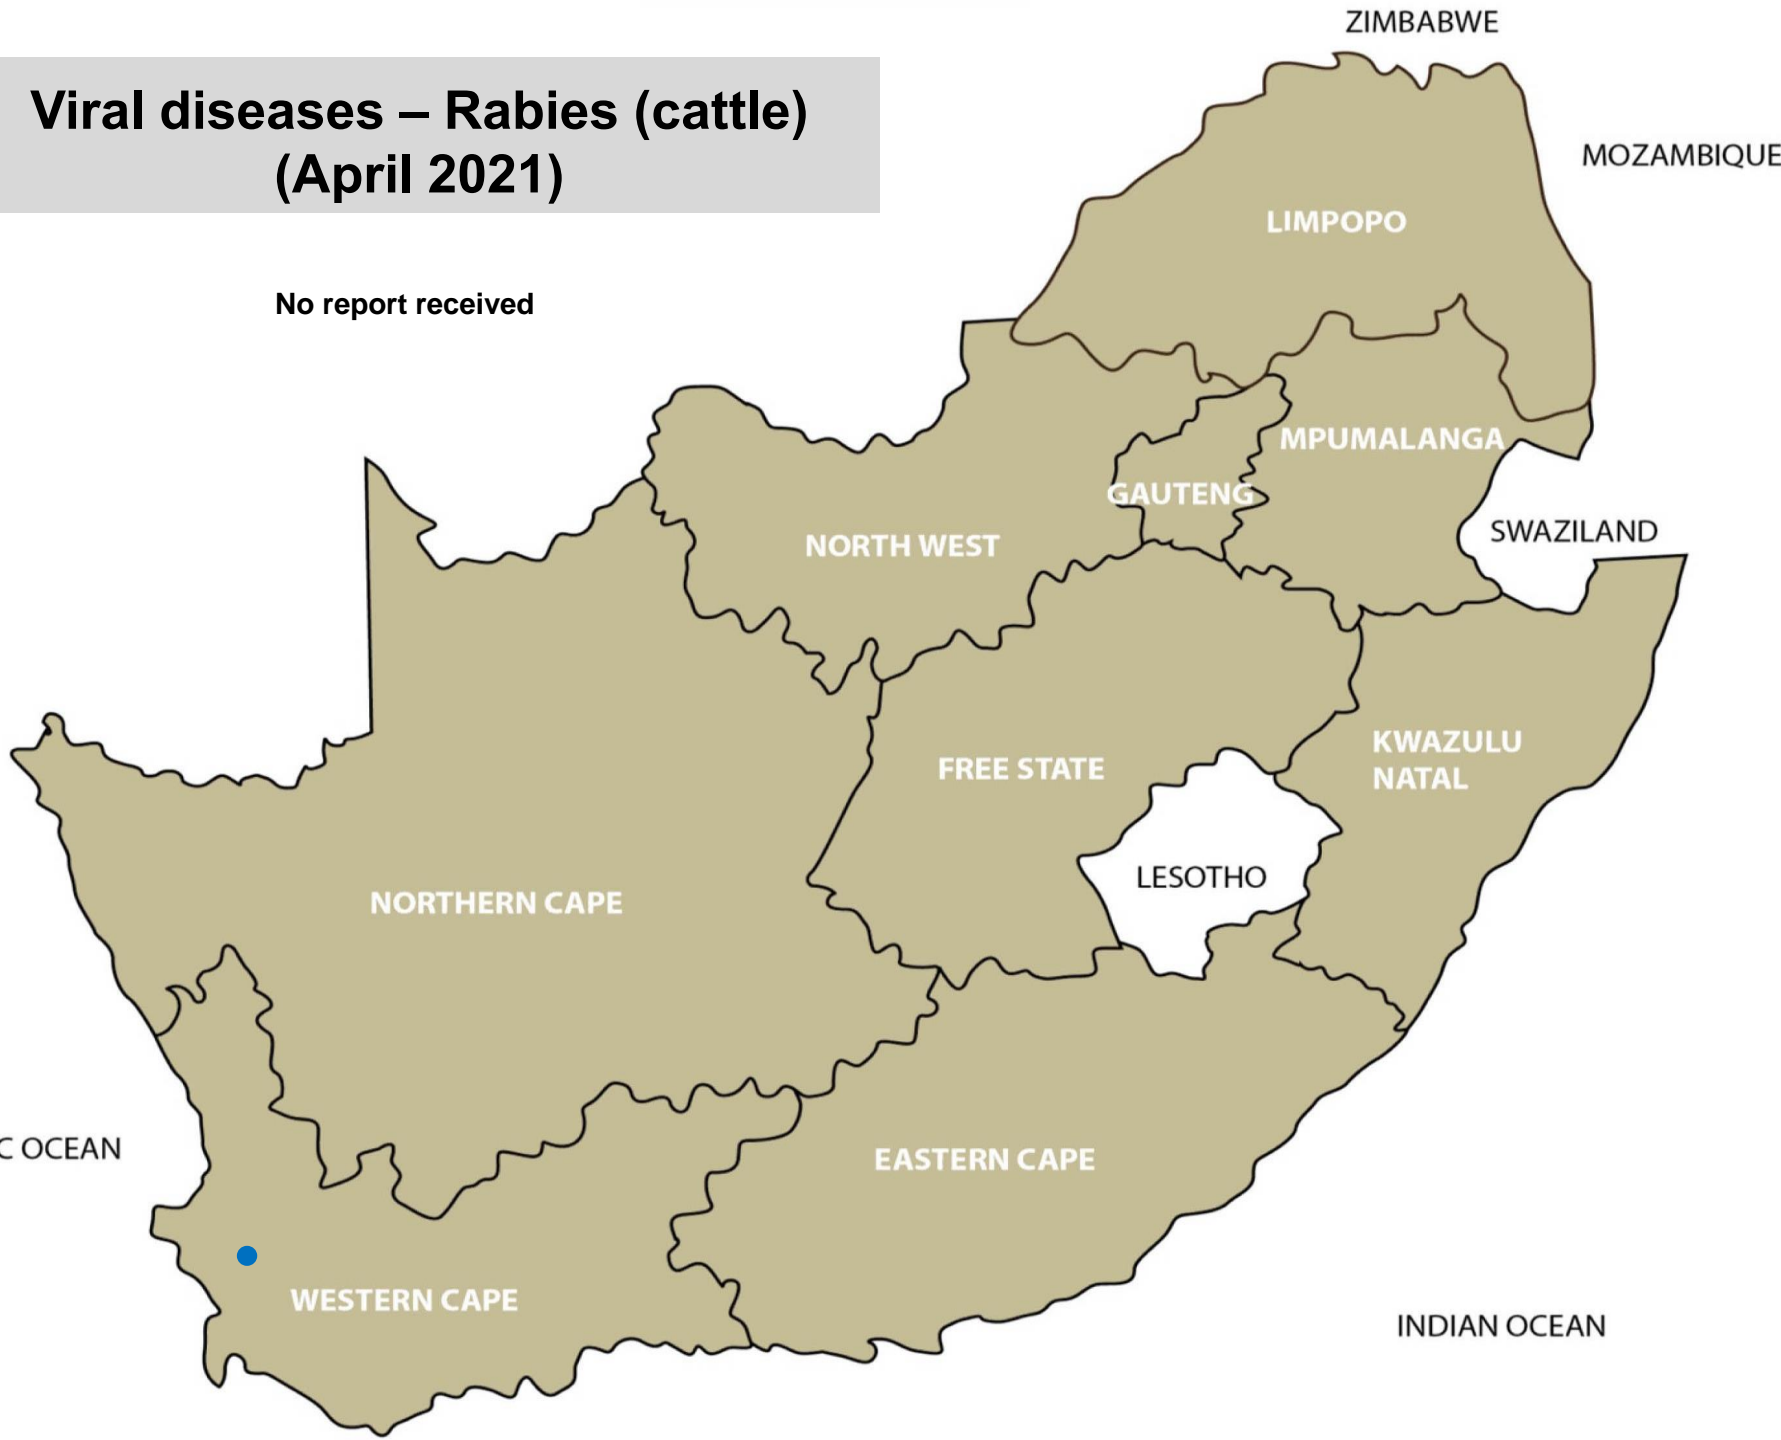 ZIMBABWE
Viral diseases – Rabies (cattle)
(April 2021)
MOZAMBIQUE
LIMPOPO
No report received
MPUMALANGA
GAUTENG
SWAZILAND
NORTH WEST
KWAZULU
NATAL
FREE STATE
LESOTHO
NORTHERN CAPE
C OCEAN
EASTERN CAPE
WESTERN CAPE
INDIAN OCEAN